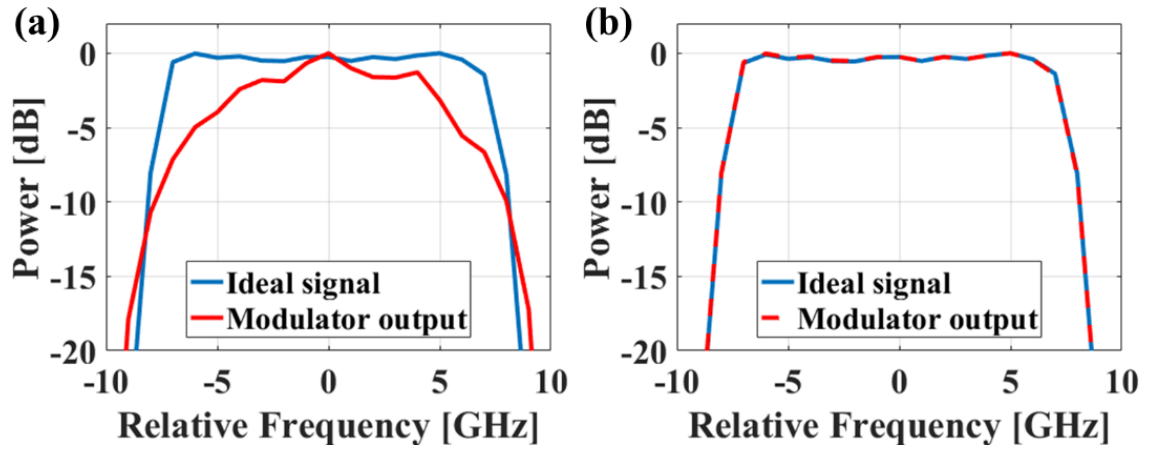 (a)
0
-5
-10
-15
-20
Power [dB]
Ideal signal
Modulator output
-10 -5 0 5 10
Relative Frequency [GHz]
(b)
0
-5
-10
-15
-20
Power [dB]
Ideal signal
Modulator output
-10 -5 0 5 10
Relative Frequency [GHz]